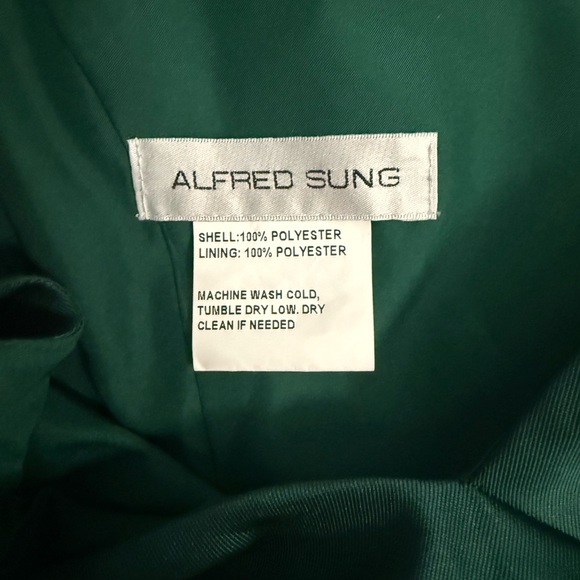 ALFRED SUNG
SHELL:100% POLYESTER
LINING: 100% POLYESTER
MACHINE WASH COLD,
TUMBLE DRY LOW. DRY
CLEAN IF NEEDED